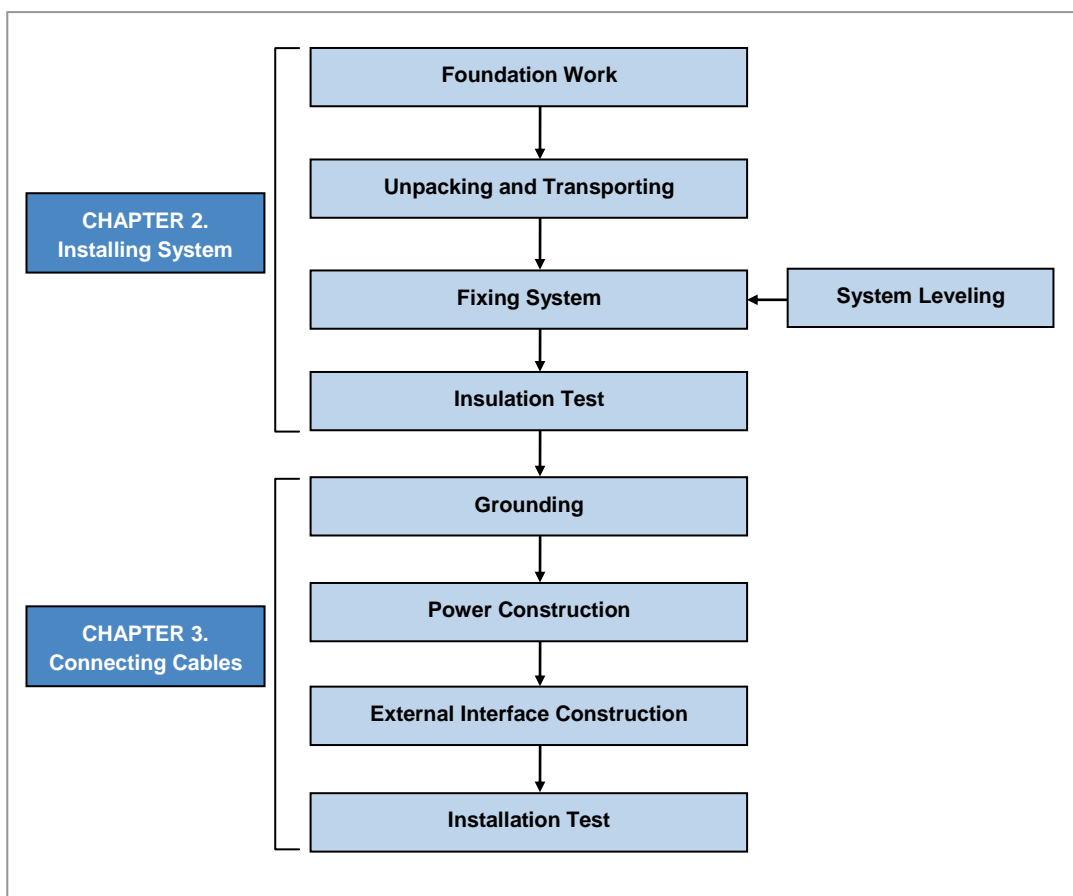 Foundation Work
Unpacking and Transporting
CHAPTER 2.
Installing System
Fixing System
System Leveling
Insulation Test
Grounding
Power Construction
CHAPTER 3.
Connecting Cables
External Interface Construction
Installation Test